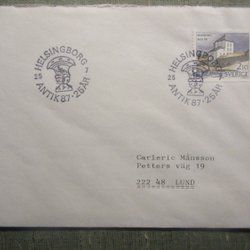 HELSINGBORG 1
25
ANTIK 87-25 ÅR
HELSINGBORG
25
ANTIK 87-25 ÅR
SVERIGE
Carleric Månsson
Petters väg 19
222 48 LUND